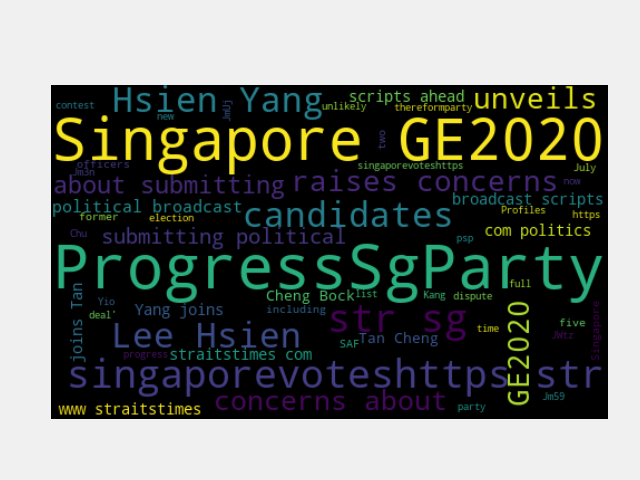 Hsien Yang
scripts ahead
unveils
contest
new
JmUj
unlikely
thereformparty
Singapore GE2020
two
officers
Jm3n
singaporevoteshttps
July
about submitting
raises concerns
now
political broadcast
candidates
broadcast scripts
former
election
Profiles
https
Chu
submitting political
psp
com politics
ProgressSgParty
full
joins Tan
Yio
Cheng Bock
list
Kang
dispute
deal'
Yang joins
including
str sg
GE2020
five
Lee Hsien
SAF
Tan Cheng
time
JWtz
Singapore
progress
straitstimes com
singaporevoteshttps str
www straitstimes
concerns about
party
Jm59